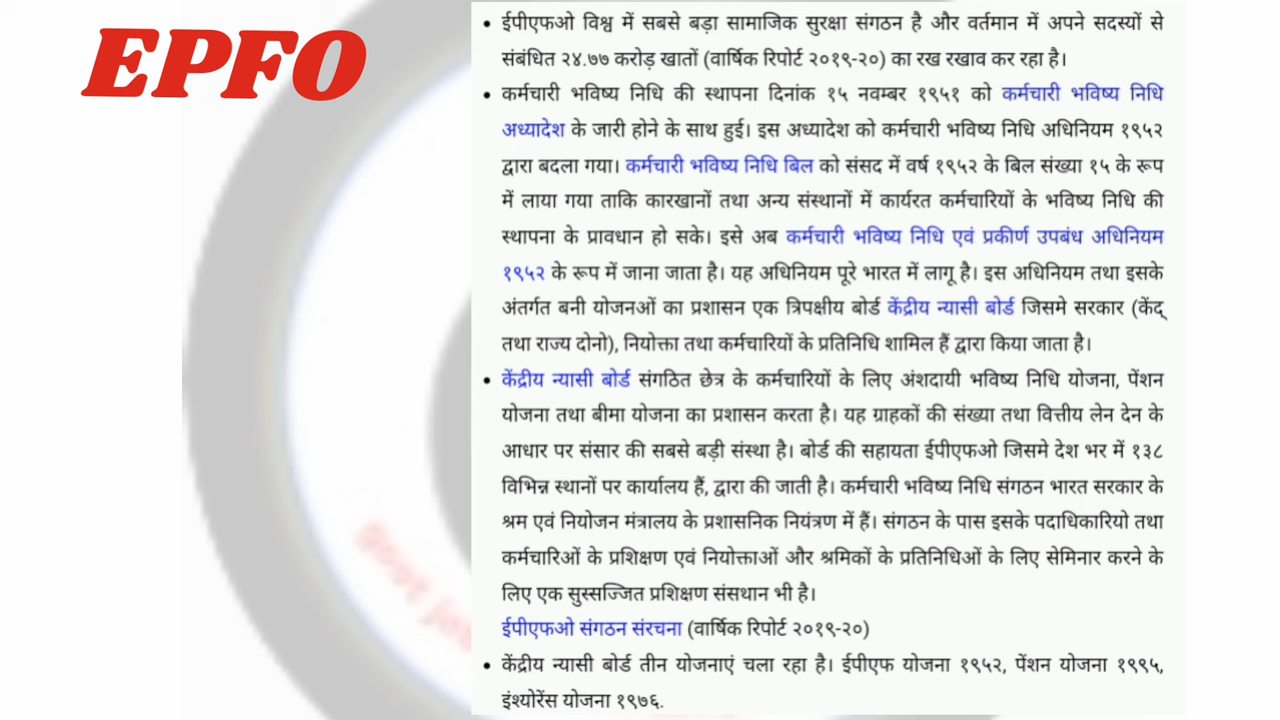 EPFO
• ईपीएफओ विश्व में सबसे बड़ा सामाजिक सुरक्षा संगठन है और वर्तमान में अपने सदस्यों से
संबंधित २४.७७ करोड़ खातों (वार्षिक रिपोर्ट २०१९-२०) का रख रखाव कर रहा है।
• कर्मचारी भविष्य निधि की स्थापना दिनांक १५ नवम्बर १९५१ को कर्मचारी भविष्य निधि
अध्यादेश के जारी होने के साथ हुई। इस अध्यादेश को कर्मचारी भविष्य निधि अधिनियम १९५२
द्वारा बदला गया। कर्मचारी भविष्य निधि बिल को संसद में वर्ष १९५२ के बिल संख्या १५ के रूप
में लाया गया ताकि कारखानों तथा अन्य संस्थानों में कार्यरत कर्मचारियों के भविष्य निधि की
स्थापना के प्रावधान हो सके। इसे अब कर्मचारी भविष्य निधि एवं प्रकीर्ण उपबंध अधिनियम
१९५२ के रूप में जाना जाता है। यह अधिनियम पूरे भारत में लागू है। इस अधिनियम तथा इसके
अंतर्गत बनी योजनओं का प्रशासन एक त्रिपक्षीय बोर्ड केंद्रीय न्यासी बोर्ड जिसमे सरकार (केंद्
तथा राज्य दोनो), नियोक्ता तथा कर्मचारियों के प्रतिनिधि शामिल हैं द्वारा किया जाता है।
• केंद्रीय न्यासी बोर्ड संगठित छेत्र के कर्मचारियों के लिए अंशदायी भविष्य निधि योजना, पेंशन
योजना तथा बीमा योजना का प्रशासन करता है। यह ग्राहकों की संख्या तथा वित्तीय लेन देन के
आधार पर संसार की सबसे बड़ी संस्था है। बोर्ड की सहायता ईपीएफओ जिसमे देश भर में १३८
विभिन्न स्थानों पर कार्यालय हैं, द्वारा की जाती है। कर्मचारी भविष्य निधि संगठन भारत सरकार के
श्रम एवं नियोजन मंत्रालय के प्रशासनिक नियंत्रण में हैं। संगठन के पास इसके पदाधिकारियो तथा
कर्मचारिओं के प्रशिक्षण एवं नियोक्ताओं और श्रमिकों के प्रतिनिधिओं के लिए सेमिनार करने के
लिए एक सुस्सज्जित प्रशिक्षण संसथान भी है।
ईपीएफओ संगठन संरचना (वार्षिक रिपोर्ट २०१९-२०)
• केंद्रीय न्यासी बोर्ड तीन योजनाएं चला रहा है। ईपीएफ योजना १९५२, पेंशन योजना १९९५,
इंश्योरेंस योजना १९७६.